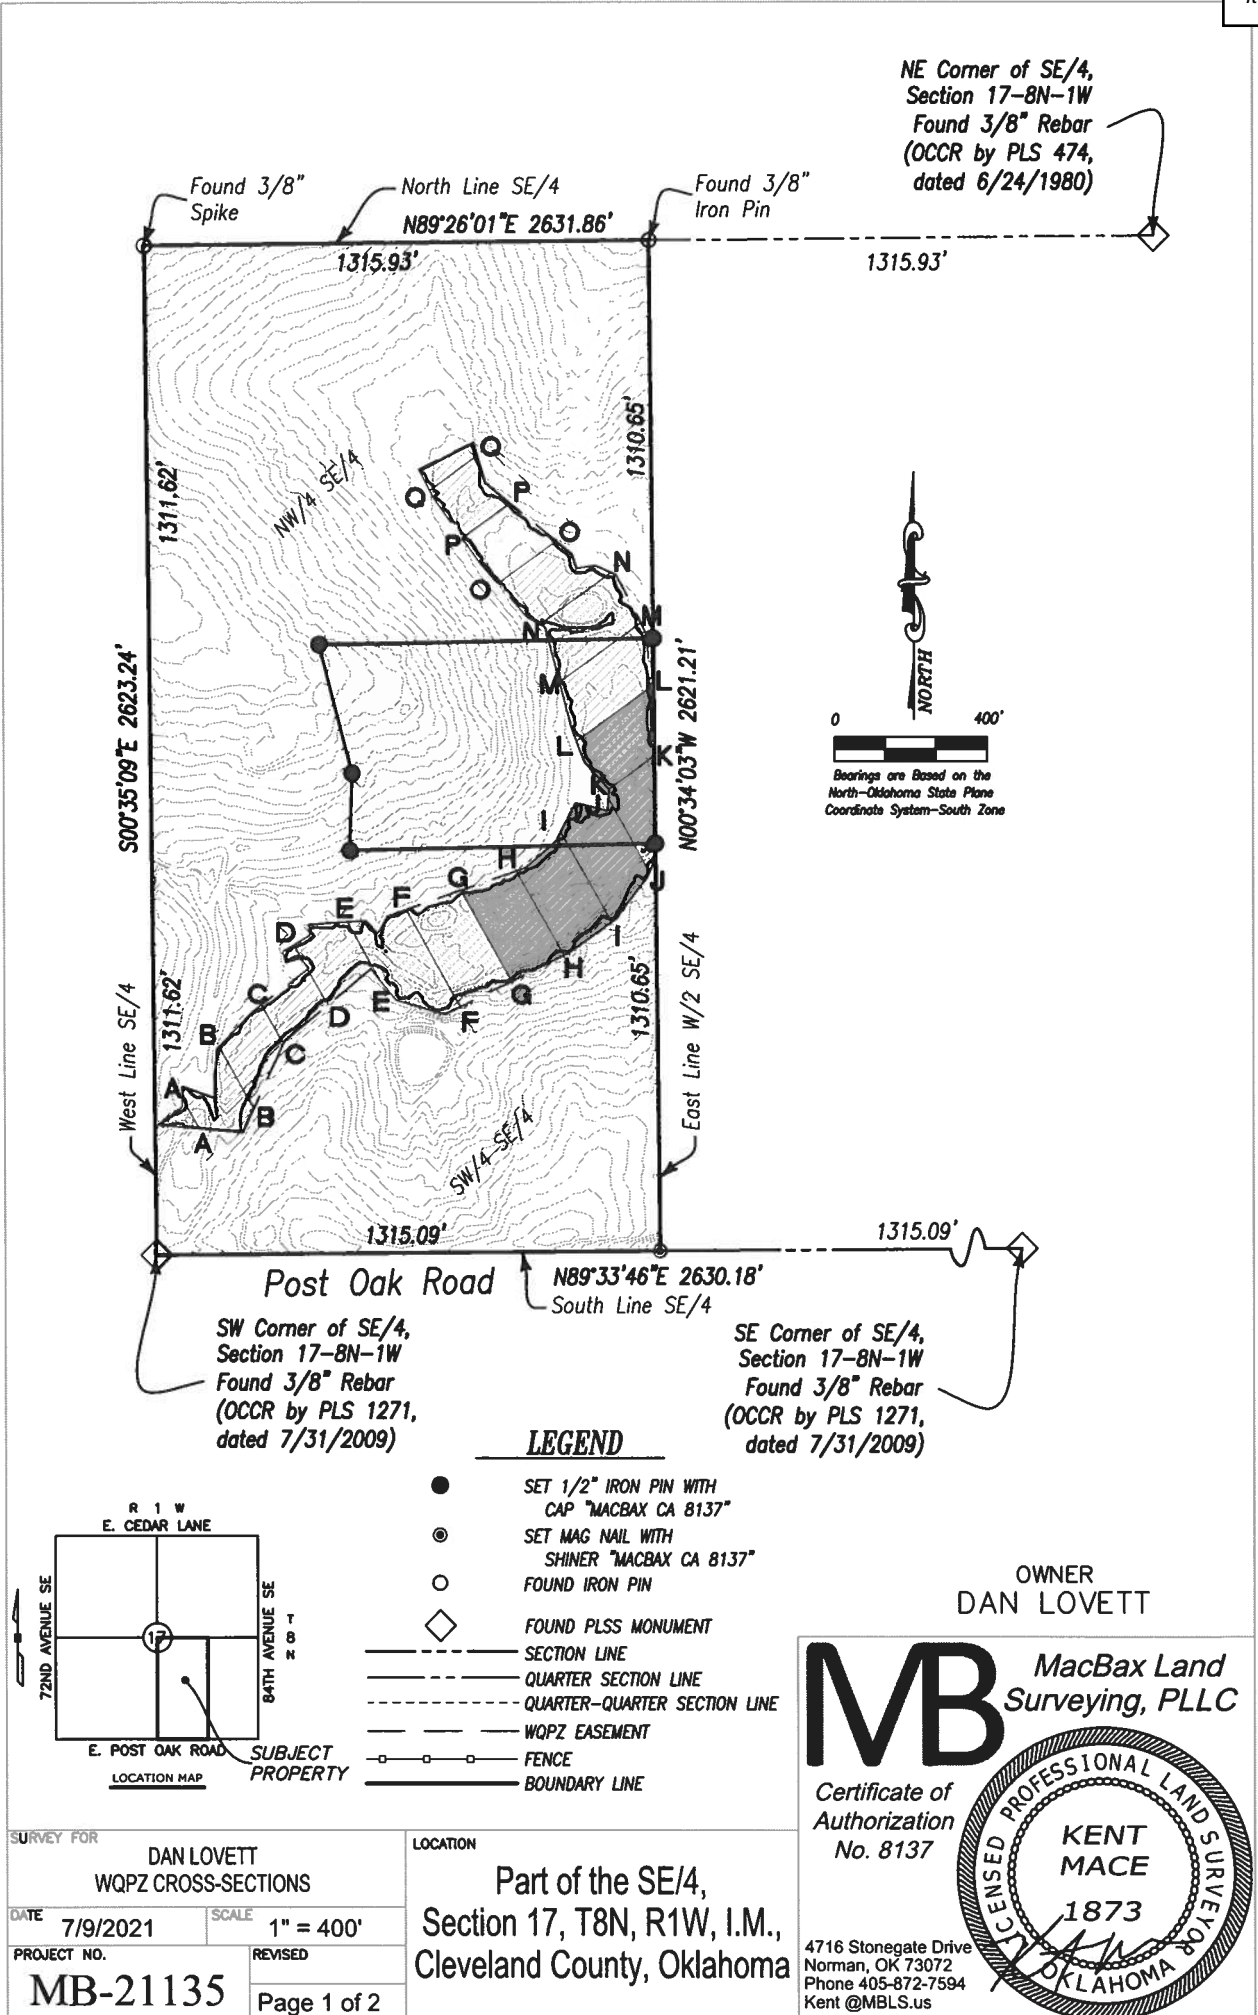 NE Corner of SE/4,
Section 17-8N-1W
Found 3/8" Rebar
(OCCR by PLS 474,
dated 6/24/1980)
Found 3/8"
Spike
North Line SE/4
Found 3/8"
Iron Pin
N89°26'01"E 2631.86'
1315.93'
1315.93'
1310.65'
1311.62'
NW/4 SE/4
Q
Q
P
P
O
O
N
N
M
M
L
L
K
K
J
J
I
I
H
H
G
G
F
F
E
E
D
D
C
C
B
B
A
A
S00°35'09"E 2623.24'
N00°34'03"W 2621.21'
NORTH
0 400'
Bearings are Based on the
North-Oklahoma State Plane
Coordinate System-South Zone
1311.62'
1310.65'
West Line SE/4
East Line W/2 SE/4
SW/4 SE/4
1315.09'
1315.09'
Post Oak Road
N89°33'46"E 2630.18'
South Line SE/4
SW Corner of SE/4,
Section 17-8N-1W
Found 3/8" Rebar
(OCCR by PLS 1271,
dated 7/31/2009)
SE Corner of SE/4,
Section 17-8N-1W
Found 3/8" Rebar
(OCCR by PLS 1271,
dated 7/31/2009)
LEGEND
SET 1/2" IRON PIN WITH
CAP "MACBAX CA 8137"
SET MAG NAIL WITH
SHINER "MACBAX CA 8137"
FOUND IRON PIN
FOUND PLSS MONUMENT
SECTION LINE
QUARTER SECTION LINE
QUARTER-QUARTER SECTION LINE
WQPZ EASEMENT
FENCE
BOUNDARY LINE
R 1 W
E. CEDAR LANE
72ND AVENUE SE
17
84TH AVENUE SE
T
8
N
E. POST OAK ROAD
SUBJECT
PROPERTY
LOCATION MAP
OWNER
DAN LOVETT
MB
MacBax Land
Surveying, PLLC
Certificate of
Authorization
No. 8137
LICENSED PROFESSIONAL LAND SURVEYOR
KENT
MACE
1873
OKLAHOMA
4716 Stonegate Drive
Norman, OK 73072
Phone 405-872-7594
Kent @MBLS.us
SURVEY FOR
DAN LOVETT
WQPZ CROSS-SECTIONS
DATE
7/9/2021
SCALE
1" = 400'
PROJECT NO.
MB-21135
REVISED
Page 1 of 2
LOCATION
Part of the SE/4,
Section 17, T8N, R1W, I.M.,
Cleveland County, Oklahoma